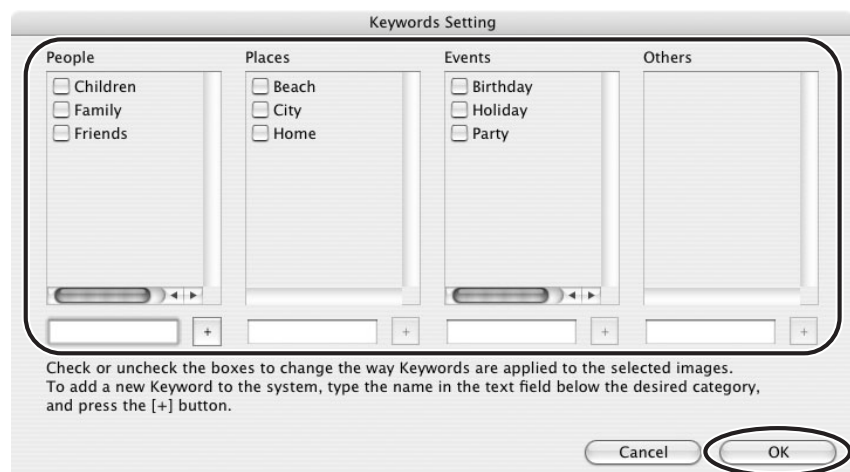 Keywords Setting
People Places Events Others
Children Beach Birthday
Family City Holiday
Friends Home Party
+ + + +
Check or uncheck the boxes to change the way Keywords are applied to the selected images.
To add a new Keyword to the system, type the name in the text field below the desired category,
and press the [+] button.
Cancel OK